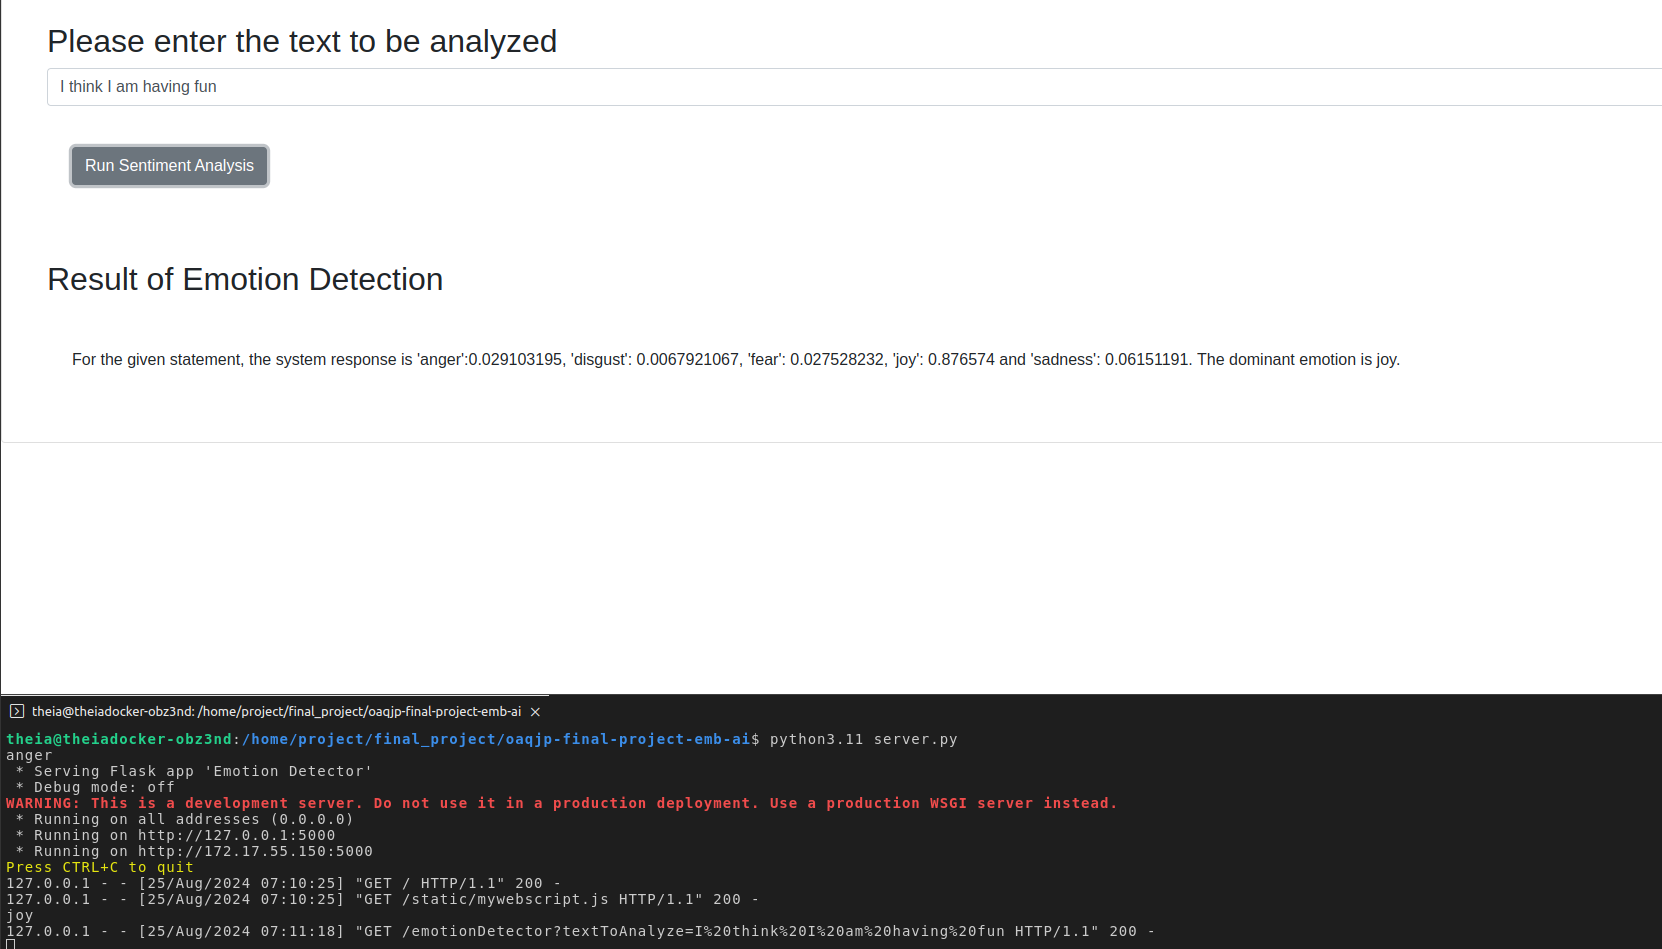 Please enter the text to be analyzed
I think I am having fun
Run Sentiment Analysis
Result of Emotion Detection
For the given statement, the system response is 'anger':0.029103195, 'disgust': 0.0067921067, 'fear': 0.027528232, 'joy': 0.876574 and 'sadness': 0.06151191. The dominant emotion is joy.
theia@theiadocker-obz3nd: /home/project/final_project/oaqjp-final-project-emb-ai ×
theia@theiadocker-obz3nd:/home/project/final_project/oaqjp-final-project-emb-ai$ python3.11 server.py
anger
 * Serving Flask app 'Emotion Detector'
 * Debug mode: off
WARNING: This is a development server. Do not use it in a production deployment. Use a production WSGI server instead.
 * Running on all addresses (0.0.0.0)
 * Running on http://127.0.0.1:5000
 * Running on http://172.17.55.150:5000
Press CTRL+C to quit
127.0.0.1 - - [25/Aug/2024 07:10:25] "GET / HTTP/1.1" 200 -
127.0.0.1 - - [25/Aug/2024 07:10:25] "GET /static/mywebscript.js HTTP/1.1" 200 -
joy
127.0.0.1 - - [25/Aug/2024 07:11:18] "GET /emotionDetector?textToAnalyze=I%20think%20I%20am%20having%20fun HTTP/1.1" 200 -